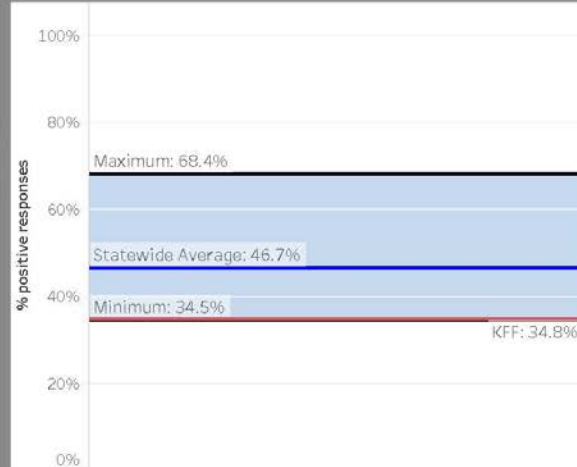 % positive responses
100%
80%
Maximum: 68.4%
60%
Statewide Average: 46.7%
40%
Minimum: 34.5%
KFF: 34.8%
20%
0%